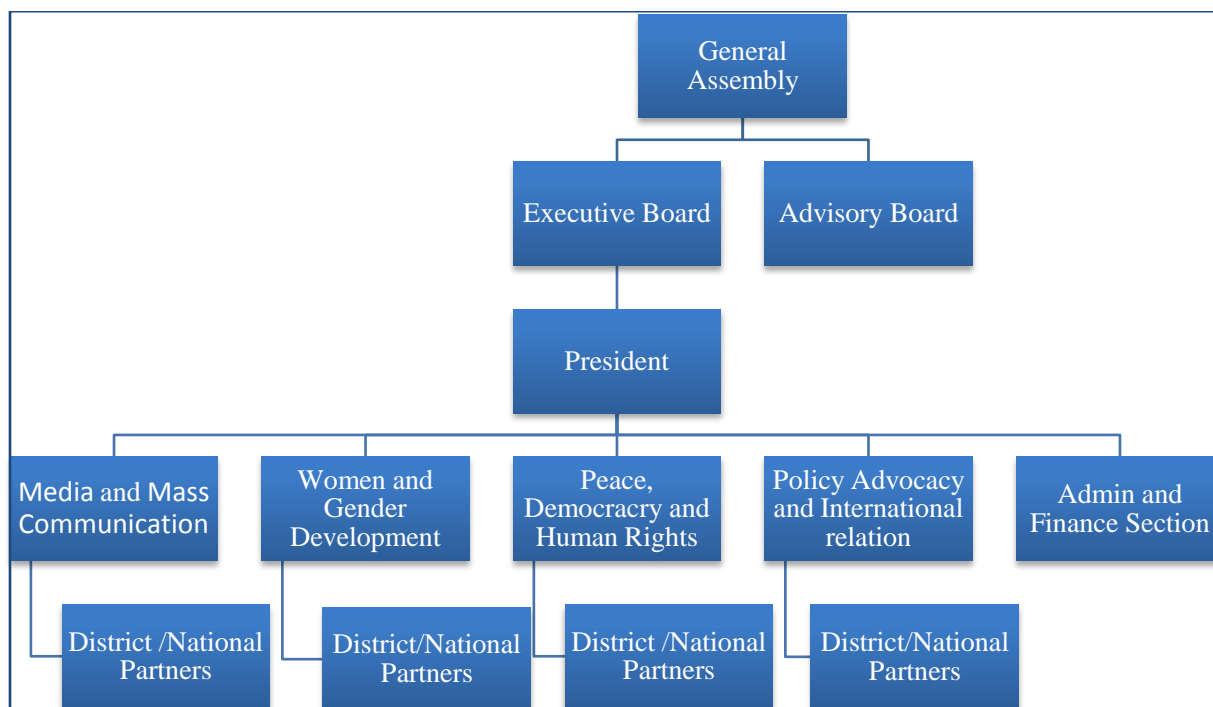 General
Assembly
Executive Board
Advisory Board
President
Media and Mass
Communication
Women and
Gender
Development
Peace,
Democracry and
Human Rights
Policy Advocacy
and International
relation
Admin and
Finance Section
District /National
Partners
District/National
Partners
District /National
Partners
District/National
Partners